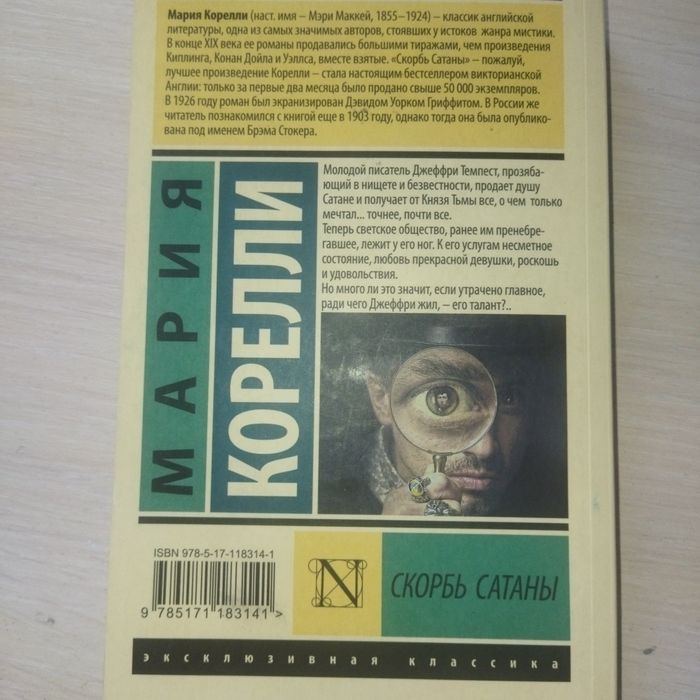 Мария Корелли (наст. имя – Мэри Маккей, 1855–1924) – классик английской
литературы, одна из самых значимых авторов, стоявших у истоков жанра мистики.
В конце XIX века ее романы продавались большими тиражами, чем произведения
Киплинга, Конан Дойла и Уэллса, вместе взятые. «Скорбь Сатаны» – пожалуй,
лучшее произведение Корелли – стала настоящим бестселлером викторианской
Англии: только за первые два месяца было продано свыше 50 000 экземпляров.
В 1926 году роман был экранизирован Дэвидом Уорком Гриффитом. В России же
читатель познакомился с книгой еще в 1903 году, однако тогда она была опублико-
вана под именем Брэма Стокера.
МАРИЯ
КОРЕЛЛИ
Молодой писатель Джеффри Темпест, прозяба-
ющий в нищете и безвестности, продает душу
Сатане и получает от Князя Тьмы все, о чем только
мечтал... точнее, почти все.
Теперь светское общество, ранее им пренебре-
гавшее, лежит у его ног. К его услугам несметное
состояние, любовь прекрасной девушки, роскошь
и удовольствия.
Но много ли это значит, если утрачено главное,
ради чего Джеффри жил, – его талант?..
ISBN 978-5-17-118314-1
9 785171 183141 >
N
СКОРБЬ САТАНЫ
эксклюзивная классика